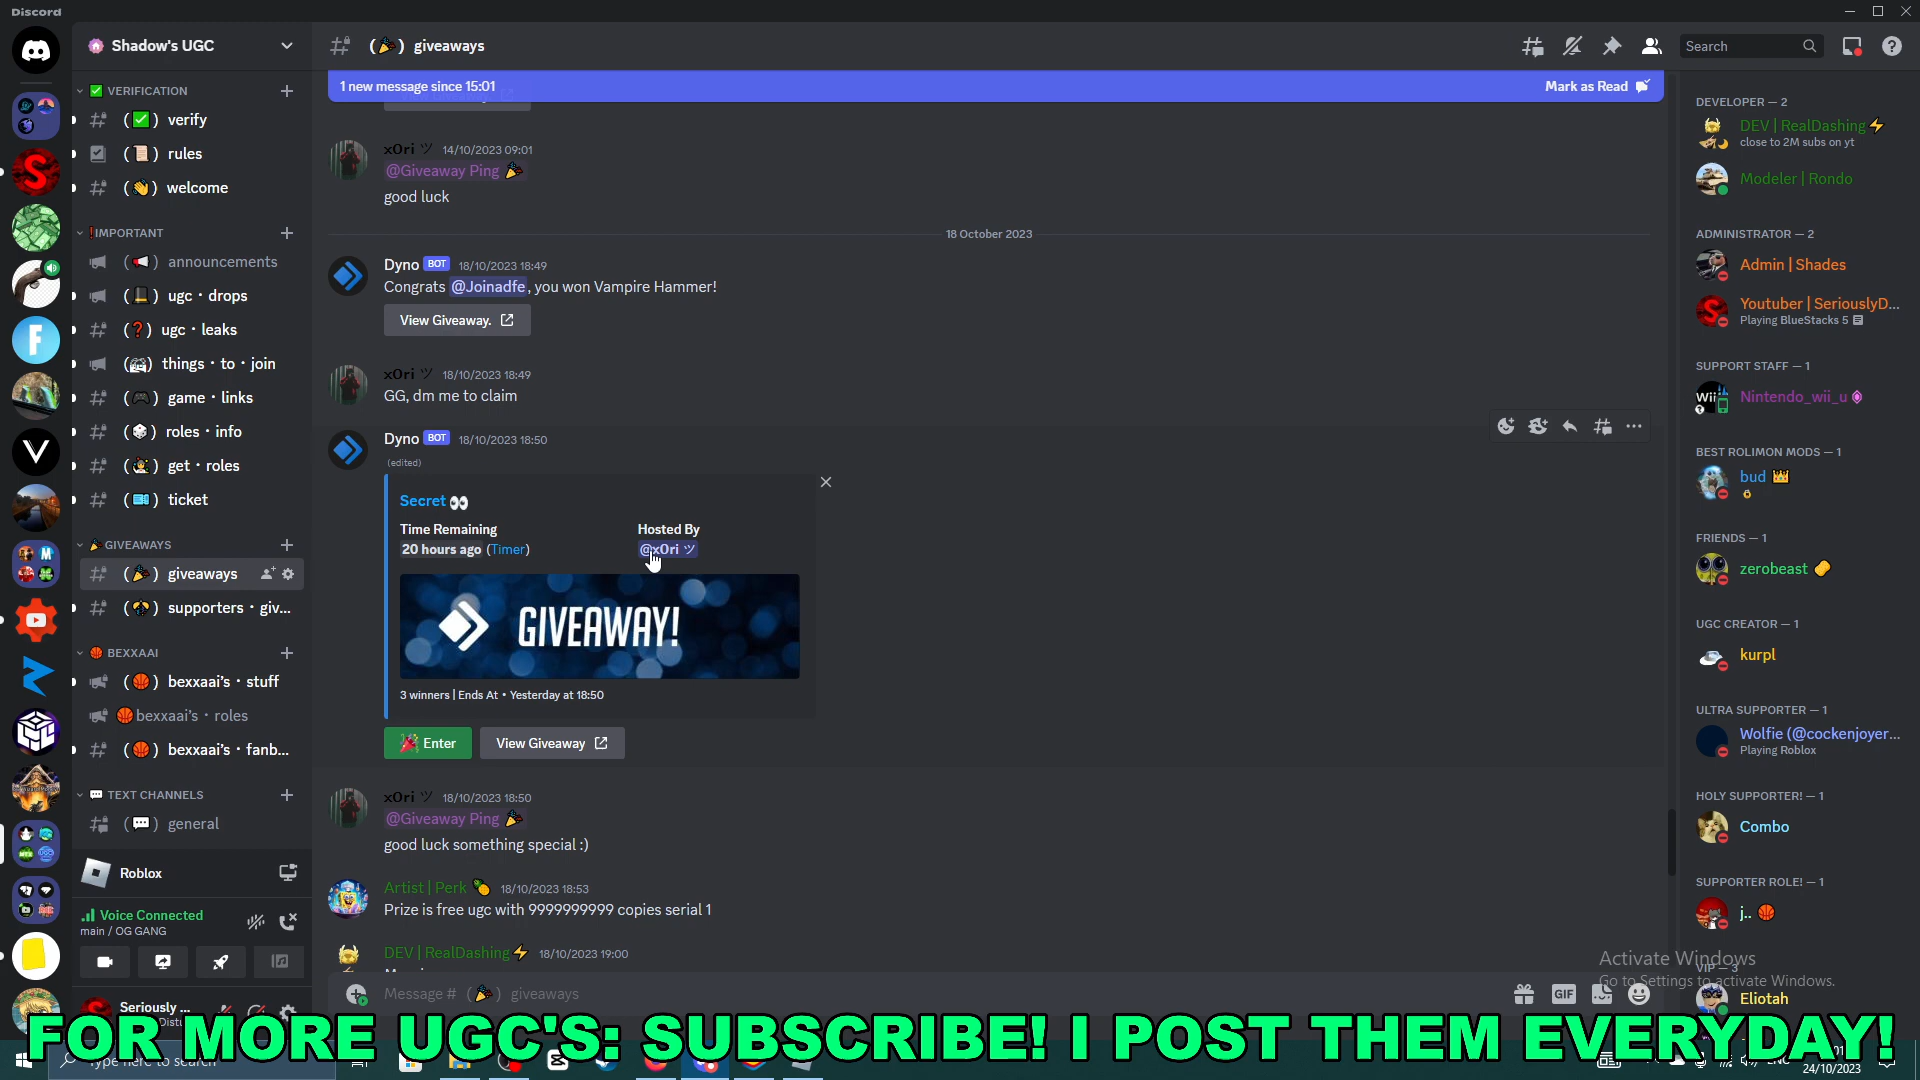 Discord
Shadow's UGC
VERIFICATION
verify
rules
welcome
IMPORTANT
announcements
ugc · drops
ugc · leaks
things · to · join
game · links
roles · info
get · roles
ticket
GIVEAWAYS
giveaways
supporters · giv...
BEXXAAI
bexxaai's · stuff
bexxaai's · roles
bexxaai's · fanb...
TEXT CHANNELS
general
Roblox
Voice Connected
main / OG GANG
Seriously ...
giveaways
Search
1 new message since 15:01
Mark as Read
xOri ツ 14/10/2023 09:01
@Giveaway Ping
good luck
18 October 2023
Dyno BOT 18/10/2023 18:49
Congrats @Joinadfe, you won Vampire Hammer!
View Giveaway.
xOri ツ 18/10/2023 18:49
GG, dm me to claim
Dyno BOT 18/10/2023 18:50
(edited)
Secret 👀
Time Remaining
Hosted By
20 hours ago (Timer)
@xOri ツ
GIVEAWAY!
3 winners | Ends At • Yesterday at 18:50
Enter
View Giveaway
xOri ツ 18/10/2023 18:50
@Giveaway Ping
good luck something special :)
Artist | Perk 18/10/2023 18:53
Prize is free ugc with 9999999999 copies serial 1
DEV | RealDashing 18/10/2023 19:00
Message # ( ) giveaways
GIF
DEVELOPER — 2
DEV | RealDashing
close to 2M subs on yt
Modeler | Rondo
ADMINISTRATOR — 2
Admin | Shades
Youtuber | SeriouslyD...
Playing BlueStacks 5
SUPPORT STAFF — 1
Wii
Nintendo_wii_u
BEST ROLIMON MODS — 1
bud
FRIENDS — 1
zerobeast
UGC CREATOR — 1
kurpl
ULTRA SUPPORTER — 1
Wolfie (@cockenjoyer...
Playing Roblox
HOLY SUPPORTER! — 1
Combo
SUPPORTER ROLE! — 1
j..
VIP — 3
Eliotah
Activate Windows
Go to Settings to activate Windows.
FOR MORE UGC'S: SUBSCRIBE! I POST THEM EVERYDAY!
Type here to search
24/10/2023